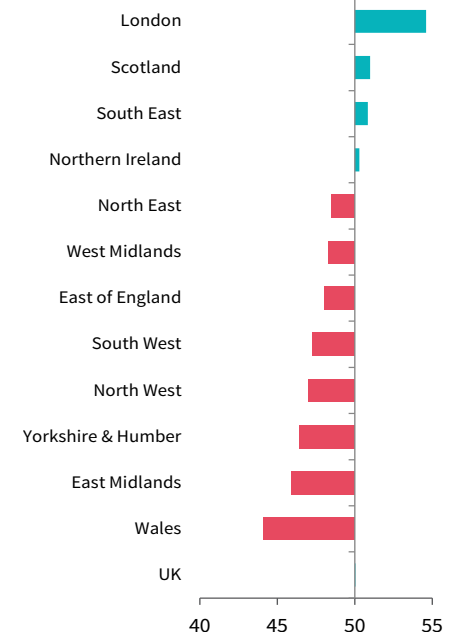 London
Scotland
South East
Northern Ireland
North East
West Midlands
East of England
South West
North West
Yorkshire & Humber
East Midlands
Wales
UK
40 45 50 55